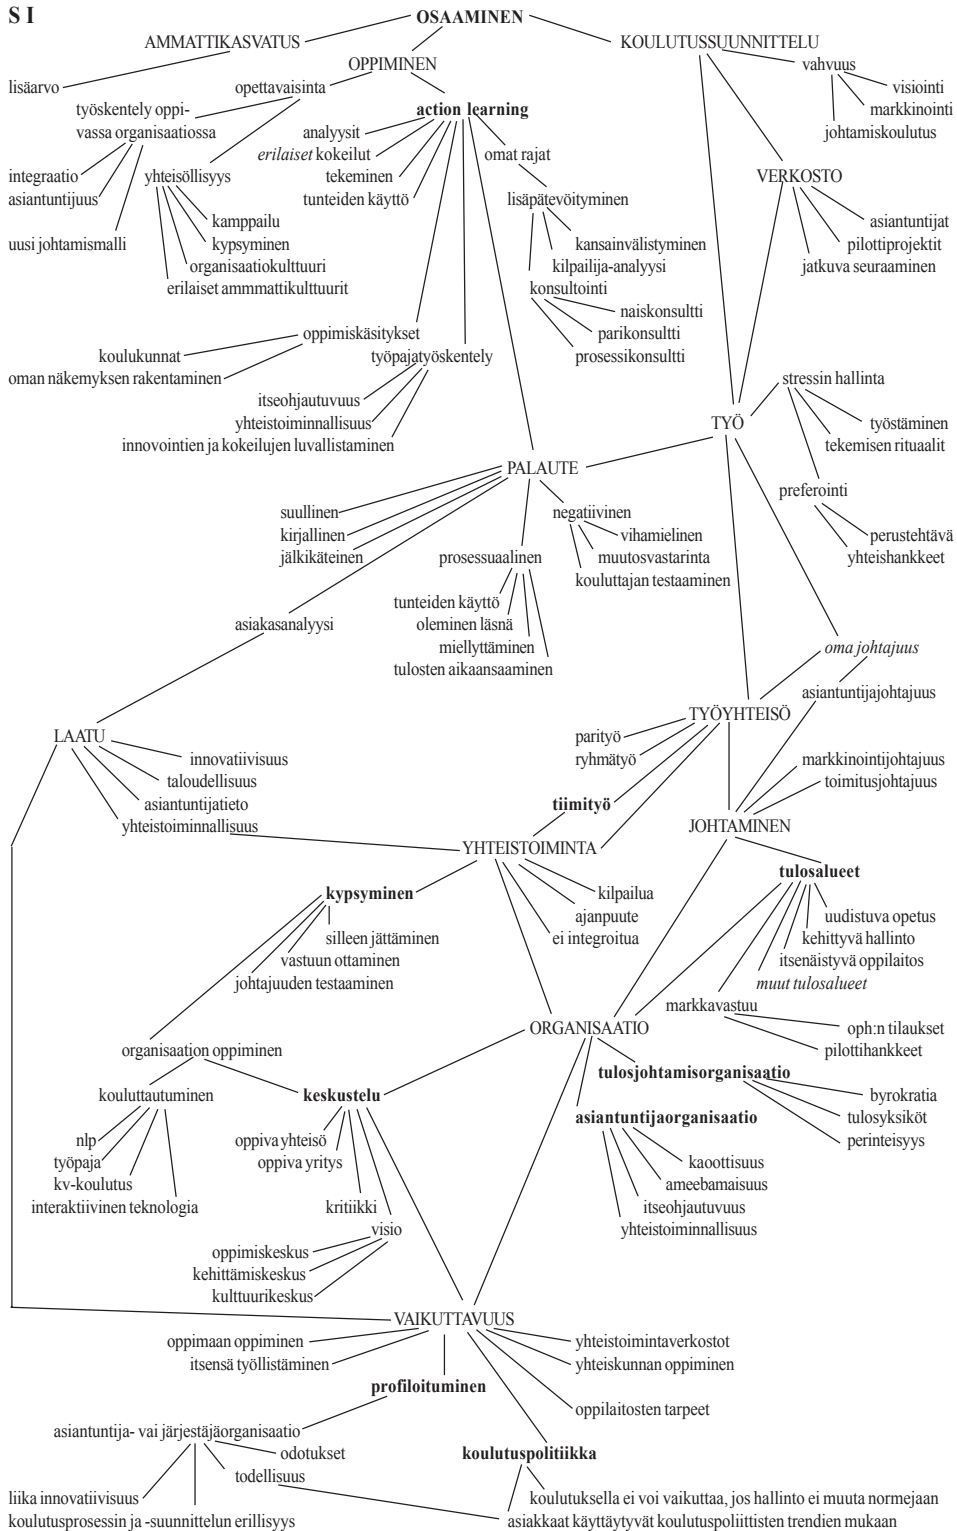 S I
OSAAMINEN
AMMATTIKASVATUS
KOULUTUSSUUNNITTELU
OPPIMINEN
vahvuus
lisäarvo
opettavaisinta
visiointi
työskentely oppi-
vassa organisaatiossa
action learning
markkinointi
johtamiskoulutus
analyysit
erilaiset kokeilut
tekeminen
tunteiden käyttö
omat rajat
integraatio
asiantuntijuus
yhteisöllisyys
VERKOSTO
lisäpätevöityminen
uusi johtamismalli
kamppailu
kypsyminen
organisaatiokulttuuri
erilaiset ammmattikulttuurit
kansainvälistyminen
kilpailija-analyysi
konsultointi
asiantuntijat
pilottiprojektit
jatkuva seuraaminen
naiskonsultti
parikonsultti
prosessikonsultti
oppimiskäsitykset
koulukunnat
oman näkemyksen rakentaminen
työpajatyöskentely
itseohjautuvuus
yhteistoiminnallisuus
innovointien ja kokeilujen luvallistaminen
stressin hallinta
TYÖ
työstäminen
tekemisen rituaalit
PALAUTE
preferointi
suullinen
kirjallinen
jälkikäteinen
negatiivinen
vihamielinen
muutosvastarinta
kouluttajan testaaminen
perustehtävä
yhteishankkeet
prosessuaalinen
tunteiden käyttö
oleminen läsnä
miellyttäminen
tulosten aikaansaaminen
asiakasanalyysi
oma johtajuus
asiantuntijajohtajuus
TYÖYHTEISÖ
LAATU
parityö
ryhmätyö
innovatiivisuus
taloudellisuus
asiantuntijatieto
yhteistoiminnallisuus
markkinointijohtajuus
toimitusjohtajuus
tiimityö
JOHTAMINEN
YHTEISTOIMINTA
tulosalueet
kypsyminen
kilpailua
ajanpuute
ei integroitua
uudistuva opetus
kehittyvä hallinto
itsenäistyvä oppilaitos
muut tulosalueet
silleen jättäminen
vastuun ottaminen
johtajuuden testaaminen
markkavastuu
ORGANISAATIO
oph:n tilaukset
pilottihankkeet
organisaation oppiminen
tulosjohtamisorganisaatio
kouluttautuminen
keskustelu
byrokratia
tulosyksiköt
perinteisyys
asiantuntijaorganisaatio
nlp
työpaja
kv-koulutus
interaktiivinen teknologia
oppiva yhteisö
oppiva yritys
kritiikki
visio
kaoottisuus
ameebamaisuus
itseohjautuvuus
yhteistoiminnallisuus
oppimiskeskus
kehittämiskeskus
kulttuurikeskus
VAIKUTTAVUUS
oppimaan oppiminen
itsensä työllistäminen
yhteistoimintaverkostot
yhteiskunnan oppiminen
profiloituminen
oppilaitosten tarpeet
asiantuntija- vai järjestäjäorganisaatio
odotukset
todellisuus
koulutuspolitiikka
liika innovatiivisuus
koulutuksella ei voi vaikuttaa, jos hallinto ei muuta normejaan
koulutusprosessin ja -suunnittelun erillisyys
asiakkaat käyttäytyvät koulutuspoliittisten trendien mukaan